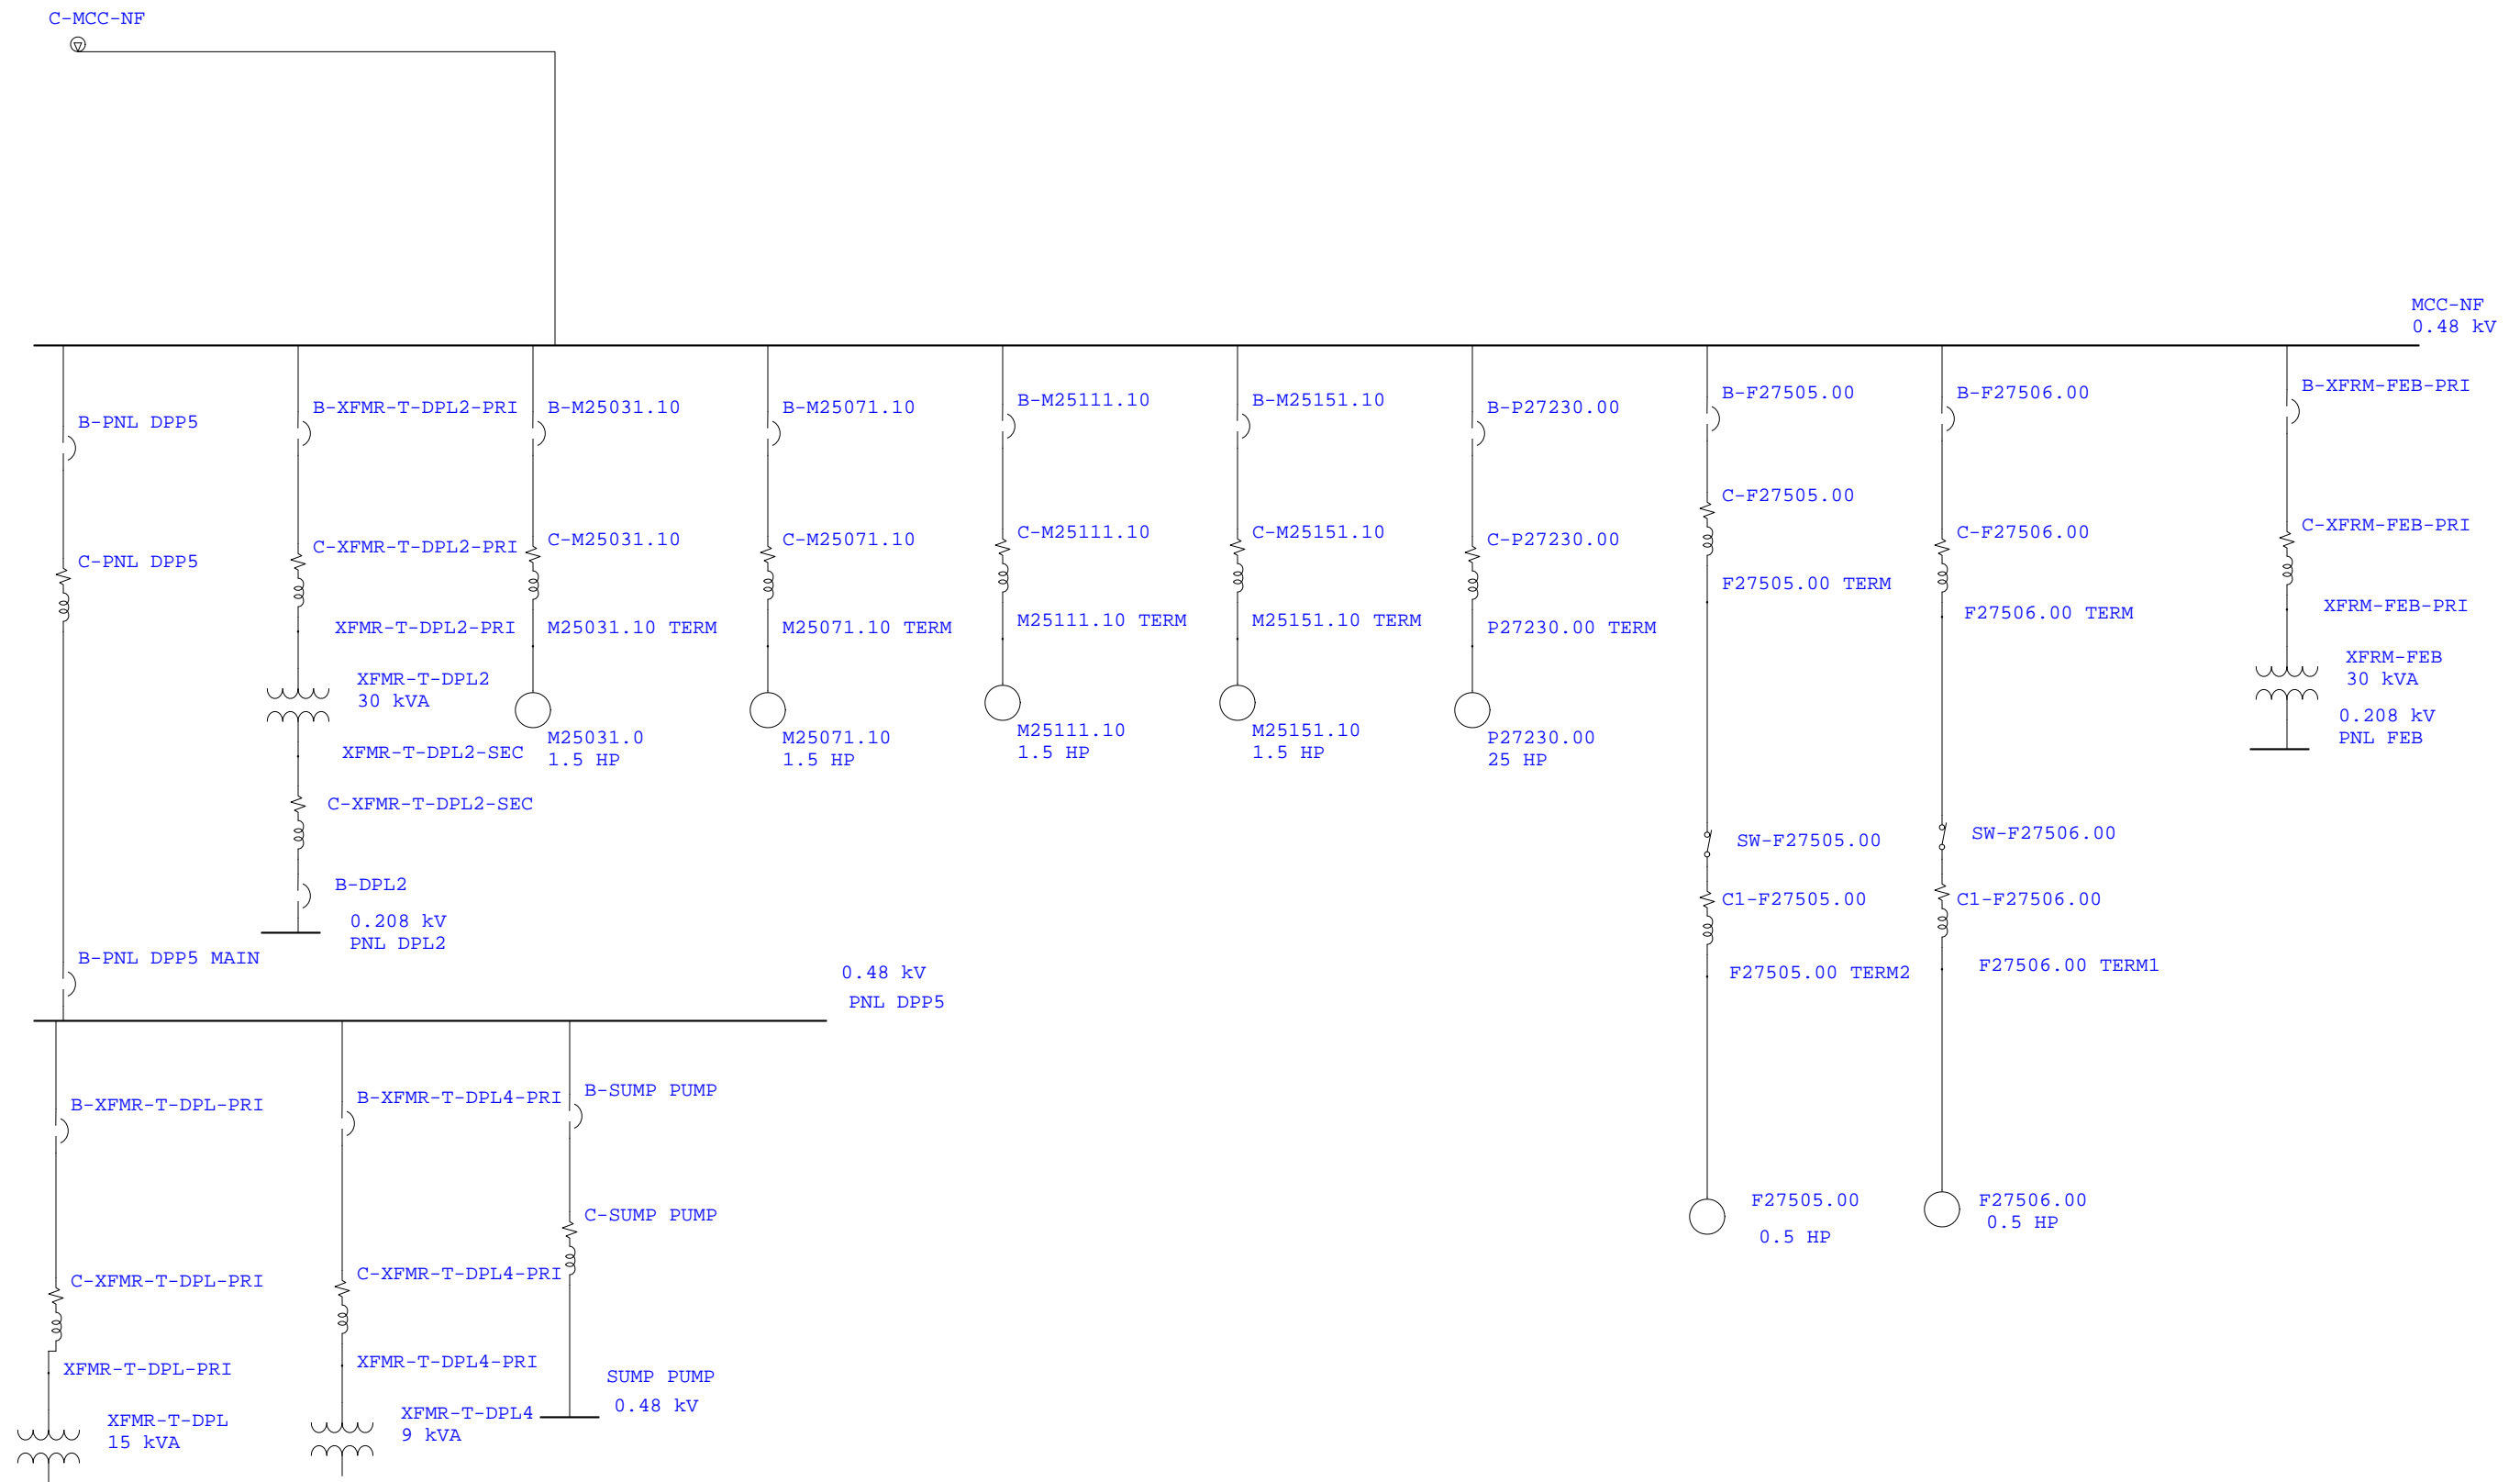 C-MCC-NF
MCC-NF
0.48 kV
B-PNL DPP5
C-PNL DPP5
B-PNL DPP5 MAIN
B-XFMR-T-DPL2-PRI
C-XFMR-T-DPL2-PRI
XFMR-T-DPL2-PRI
XFMR-T-DPL2
30 kVA
XFMR-T-DPL2-SEC
C-XFMR-T-DPL2-SEC
B-DPL2
0.208 kV
PNL DPL2
B-M25031.10
C-M25031.10
M25031.10 TERM
M25031.0
1.5 HP
B-M25071.10
C-M25071.10
M25071.10 TERM
M25071.10
1.5 HP
B-M25111.10
C-M25111.10
M25111.10 TERM
M25111.10
1.5 HP
B-M25151.10
C-M25151.10
M25151.10 TERM
M25151.10
1.5 HP
B-P27230.00
C-P27230.00
P27230.00 TERM
P27230.00
25 HP
B-F27505.00
C-F27505.00
F27505.00 TERM
SW-F27505.00
C1-F27505.00
F27505.00 TERM2
F27505.00
0.5 HP
B-F27506.00
C-F27506.00
F27506.00 TERM
SW-F27506.00
C1-F27506.00
F27506.00 TERM1
F27506.00
0.5 HP
B-XFRM-FEB-PRI
C-XFRM-FEB-PRI
XFRM-FEB-PRI
XFRM-FEB
30 kVA
0.208 kV
PNL FEB
0.48 kV
PNL DPP5
B-XFMR-T-DPL-PRI
C-XFMR-T-DPL-PRI
XFMR-T-DPL-PRI
XFMR-T-DPL
15 kVA
B-XFMR-T-DPL4-PRI
C-XFMR-T-DPL4-PRI
XFMR-T-DPL4-PRI
XFMR-T-DPL4
9 kVA
B-SUMP PUMP
C-SUMP PUMP
SUMP PUMP
0.48 kV